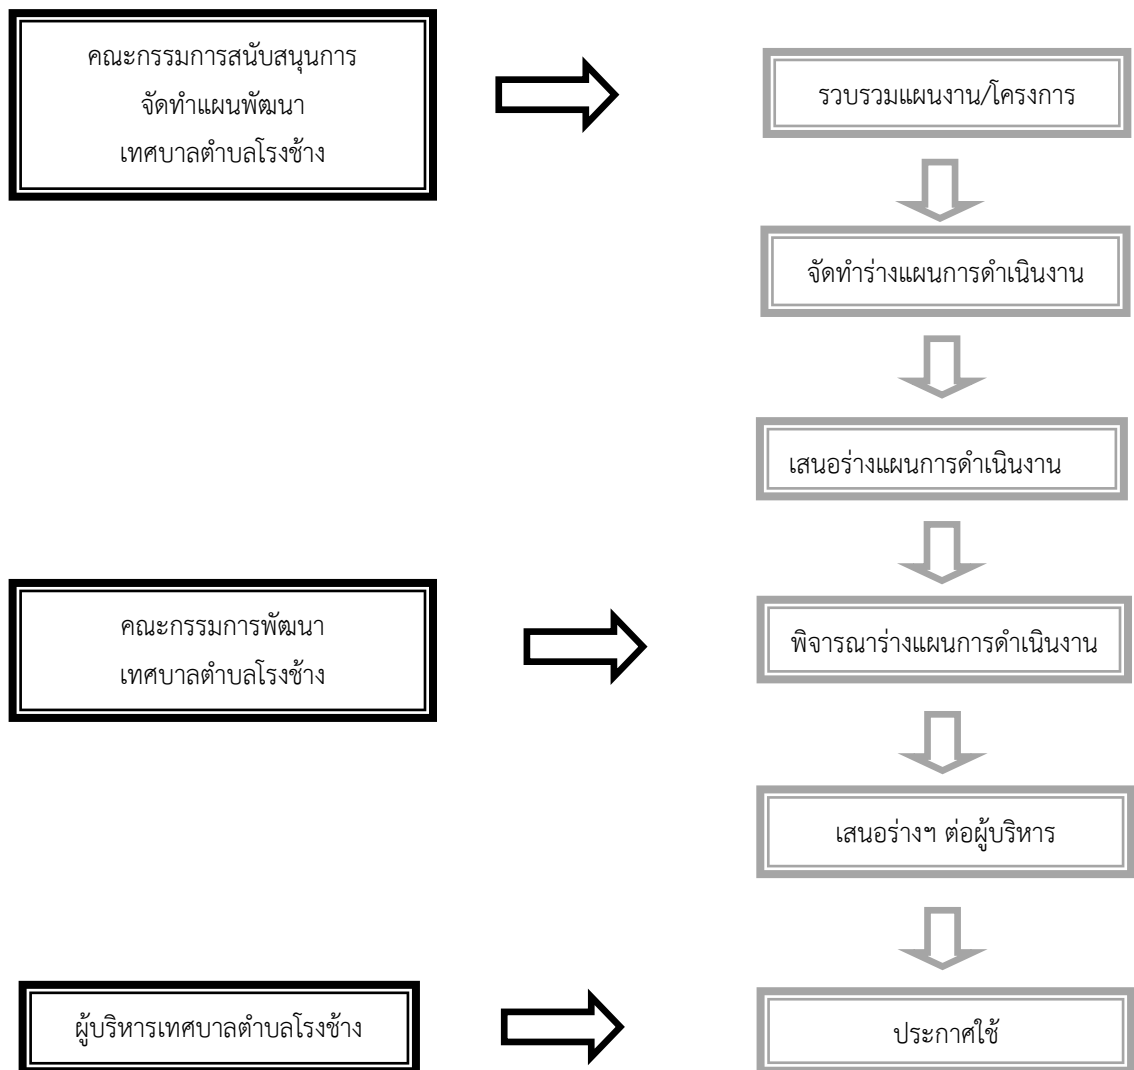 คณะกรรมการสนับสนุนการ
จัดทำแผนพัฒนา
เทศบาลตำบลโรงช้าง
รวบรวมแผนงาน/โครงการ
จัดทำร่างแผนการดำเนินงาน
เสนอร่างแผนการดำเนินงาน
คณะกรรมการพัฒนา
เทศบาลตำบลโรงช้าง
พิจารณาร่างแผนการดำเนินงาน
เสนอร่างฯ ต่อผู้บริหาร
ผู้บริหารเทศบาลตำบลโรงช้าง
ประกาศใช้